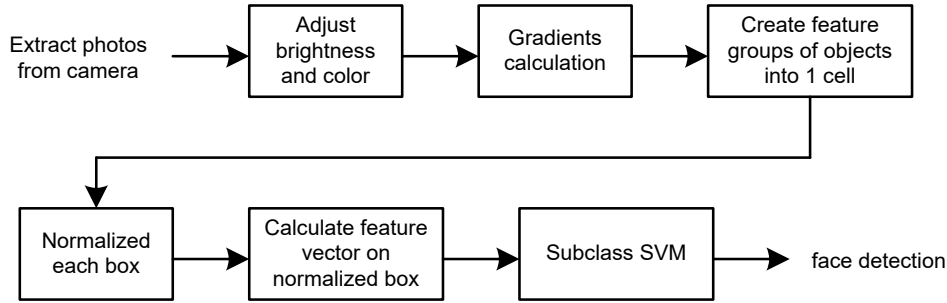 Extract photos
from camera
Adjust
brightness
and color
Gradients
calculation
Create feature
groups of objects
into 1 cell
Normalized
each box
Calculate feature
vector on
normalized box
Subclass SVM
face detection